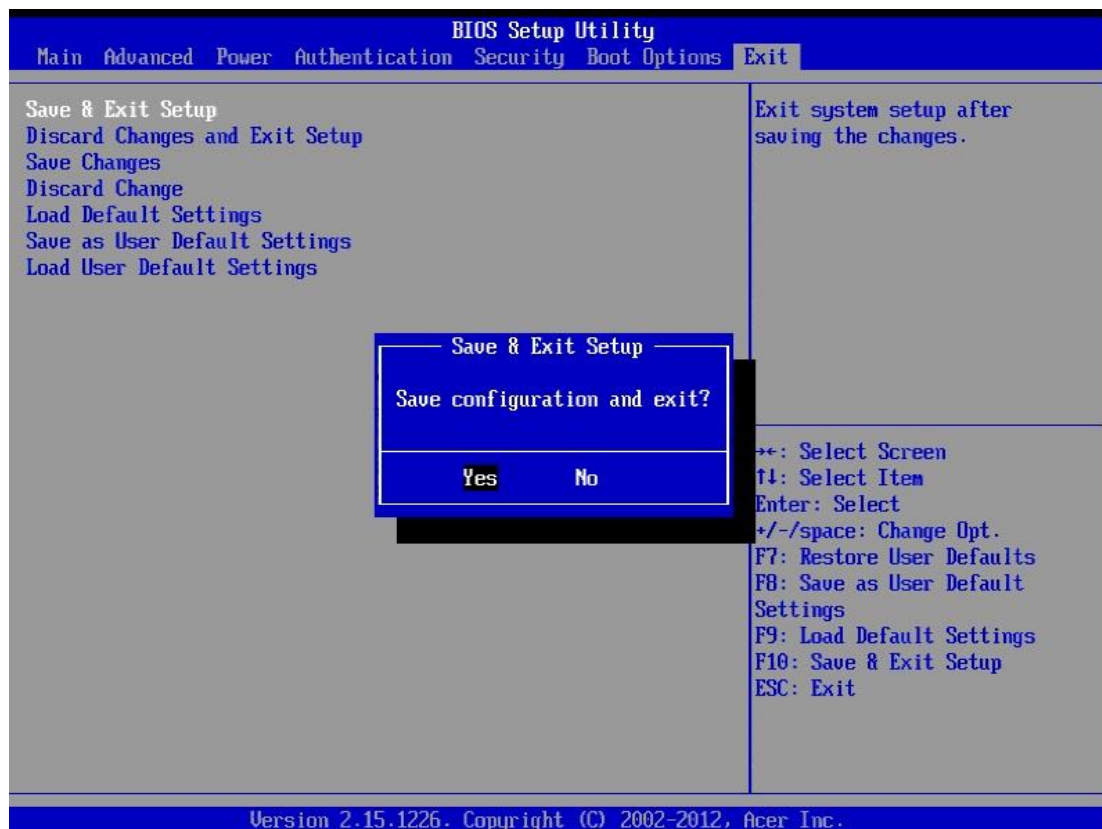 BIOS Setup Utility
Main Advanced Power Authentication Security Boot Options Exit
Save & Exit Setup
Discard Changes and Exit Setup
Save Changes
Discard Change
Load Default Settings
Save as User Default Settings
Load User Default Settings
Exit system setup after
saving the changes.
Save & Exit Setup
Save configuration and exit?
Yes No
→←: Select Screen
↑↓: Select Item
Enter: Select
+/-/space: Change Opt.
F7: Restore User Defaults
F8: Save as User Default
Settings
F9: Load Default Settings
F10: Save & Exit Setup
ESC: Exit
Version 2.15.1226. Copyright (C) 2002-2012, Acer Inc.